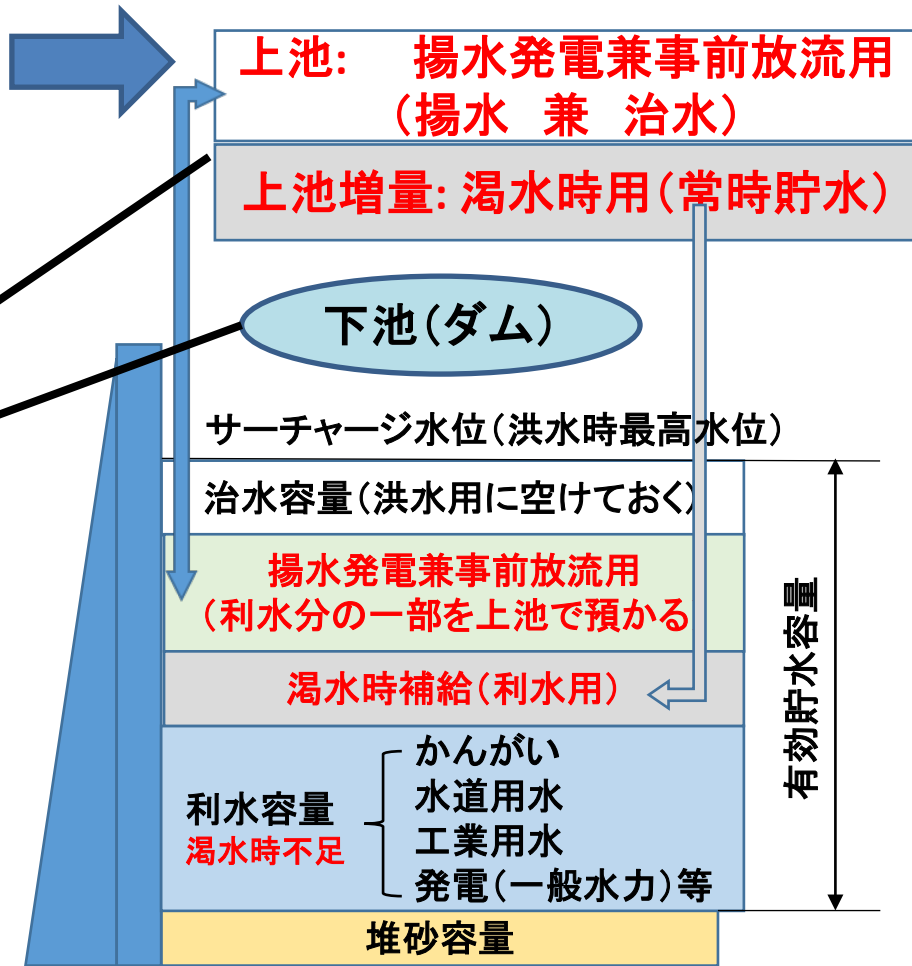 上池:　揚水発電兼事前放流用
（揚水　兼　治水）
上池増量: 渇水時用（常時貯水）
下池（ダム）
サーチャージ水位（洪水時最高水位）
治水容量（洪水用に空けておく）
揚水発電兼事前放流用
（利水分の一部を上池で預かる
渇水時補給（利水用）
利水容量
渇水時不足
かんがい
水道用水
工業用水
発電（一般水力）等
堆砂容量
有効貯水容量